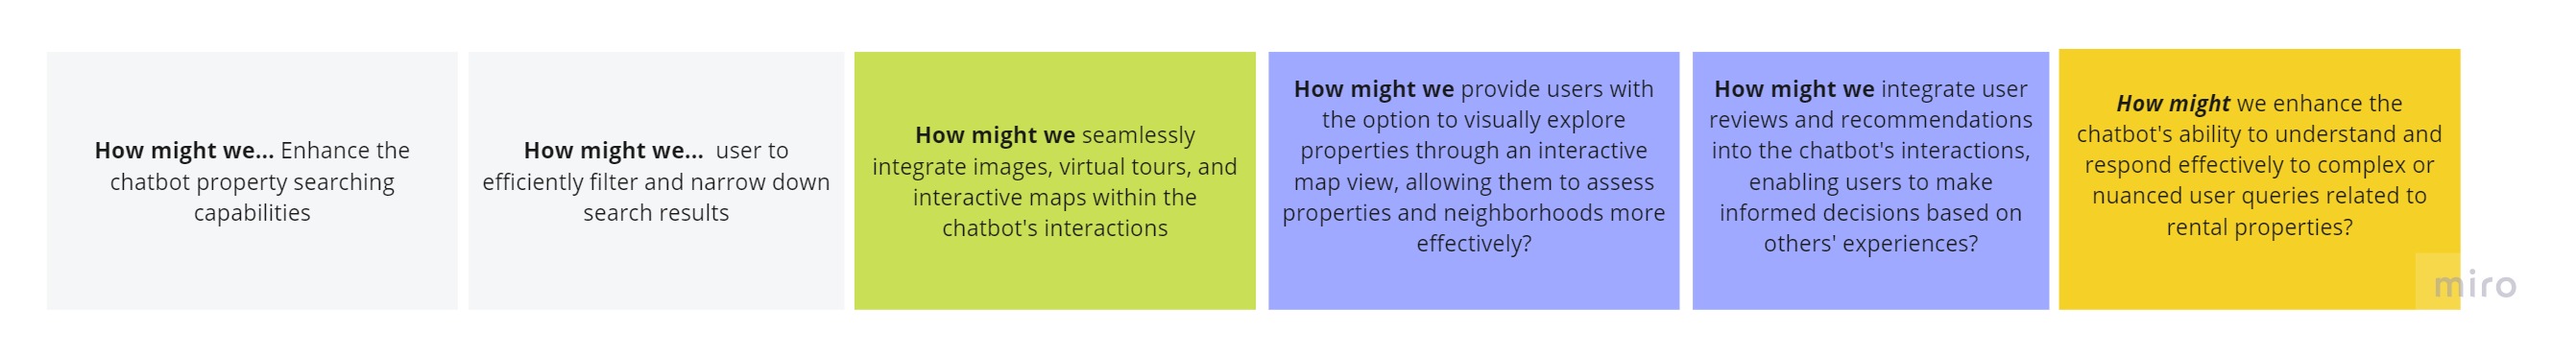 How might we... Enhance the
chatbot property searching
capabilities
How might we...  user to
efficiently filter and narrow down
search results
How might we seamlessly
integrate images, virtual tours, and
interactive maps within the
chatbot's interactions
How might we provide users with
the option to visually explore
properties through an interactive
map view, allowing them to assess
properties and neighborhoods more
effectively?
How might we integrate user
reviews and recommendations
into the chatbot's interactions,
enabling users to make
informed decisions based on
others' experiences?
How might we enhance the
chatbot's ability to understand and
respond effectively to complex or
nuanced user queries related to
rental properties?
miro